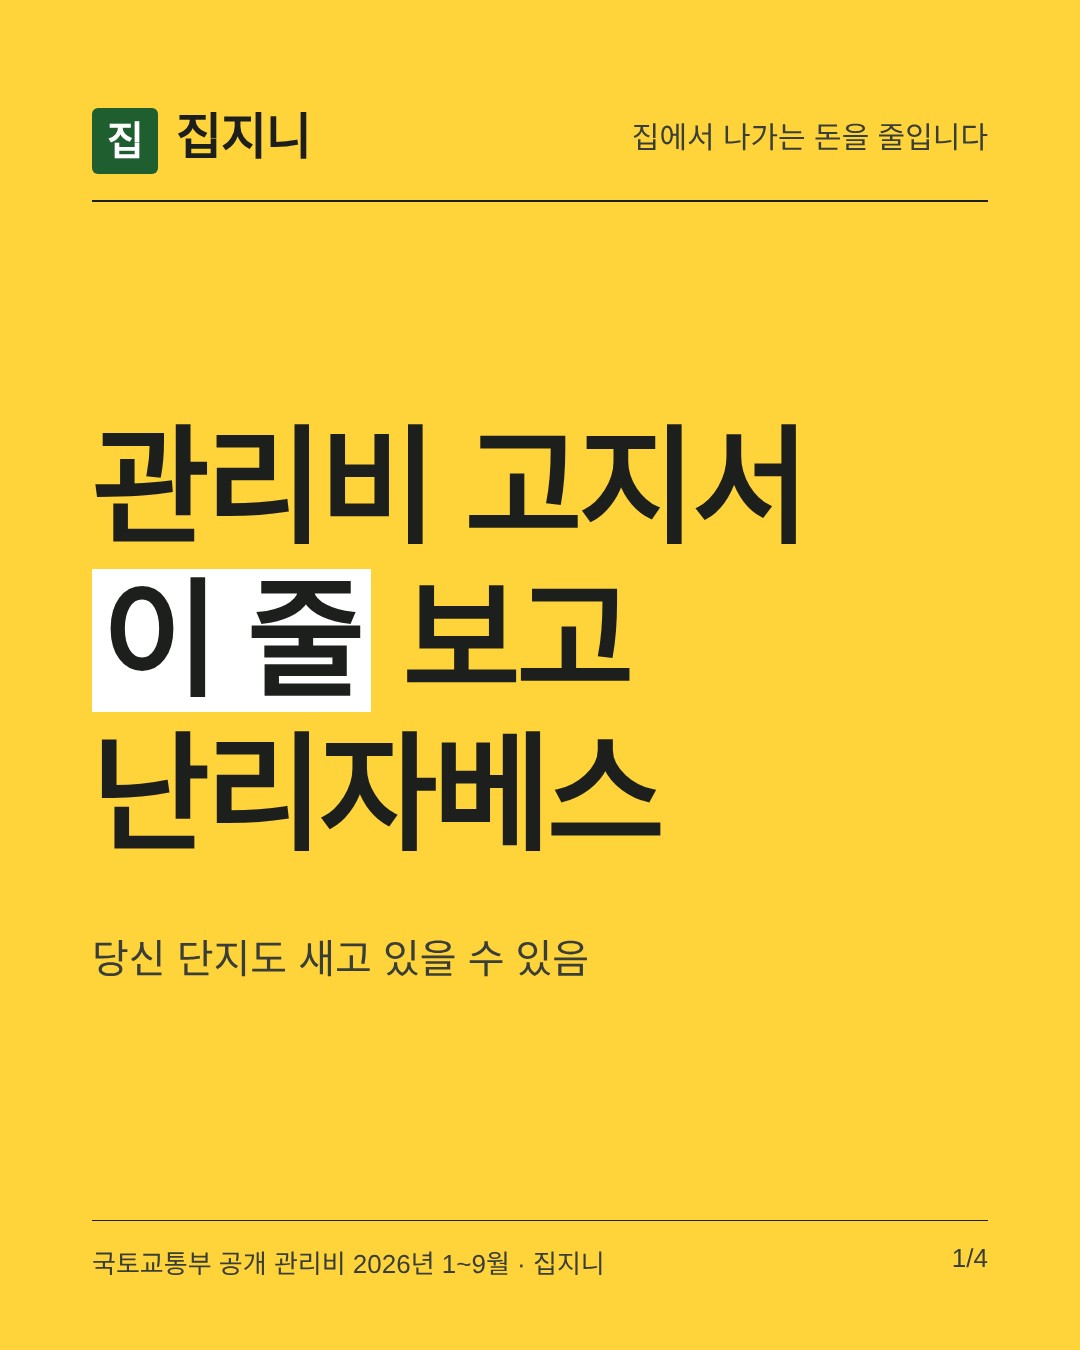 집 집지니
집에서 나가는 돈을 줄입니다
관리비 고지서
이 줄 보고
난리자베스
당신 단지도 새고 있을 수 있음
국토교통부 공개 관리비 2026년 1~9월 · 집지니
1/4